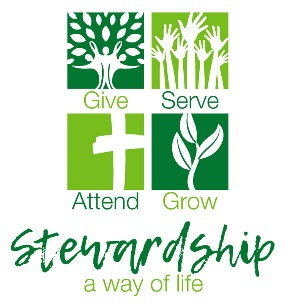 Give Serve
Attend Grow
stewardship
a way of life